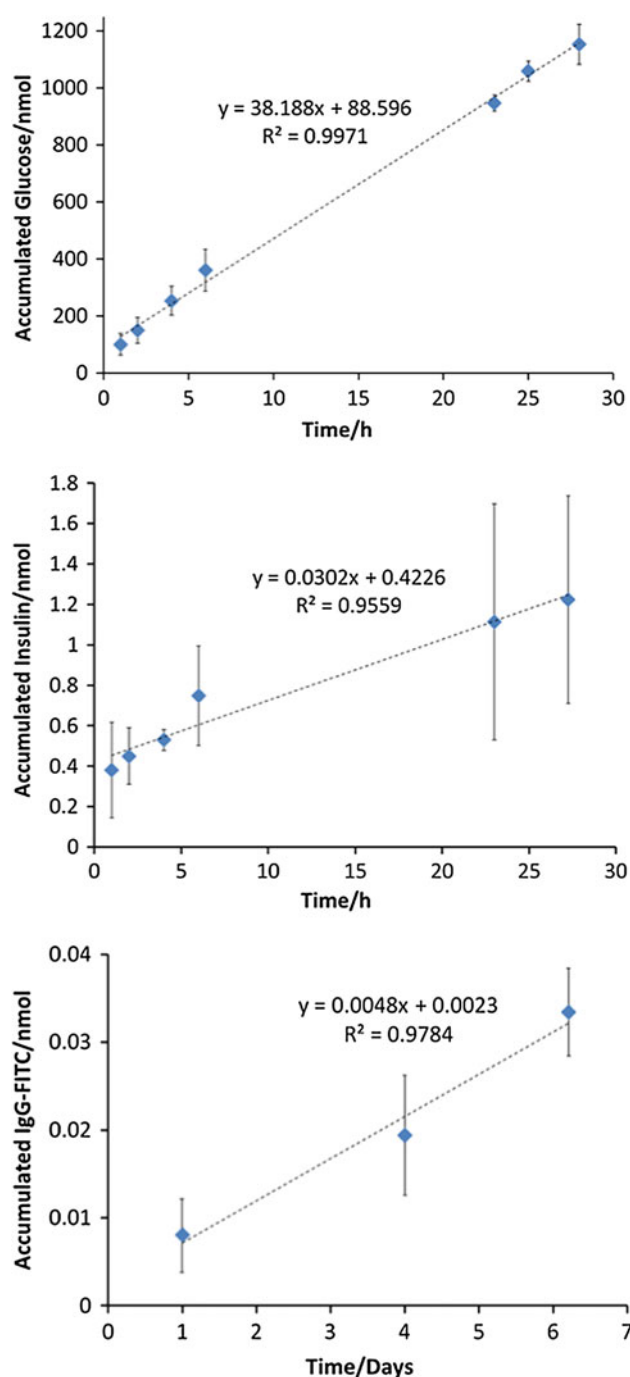 Accumulated Glucose/nmol
1200
1000
800
600
400
200
0
y = 38.188x + 88.596
R² = 0.9971
0 5 10 15 20 25 30
Time/h
Accumulated Insulin/nmol
1.8
1.6
1.4
1.2
1
0.8
0.6
0.4
0.2
0
y = 0.0302x + 0.4226
R² = 0.9559
0 5 10 15 20 25 30
Time/h
Accumulated IgG-FITC/nmol
0.04
0.03
0.02
0.01
0
y = 0.0048x + 0.0023
R² = 0.9784
0 1 2 3 4 5 6 7
Time/Days